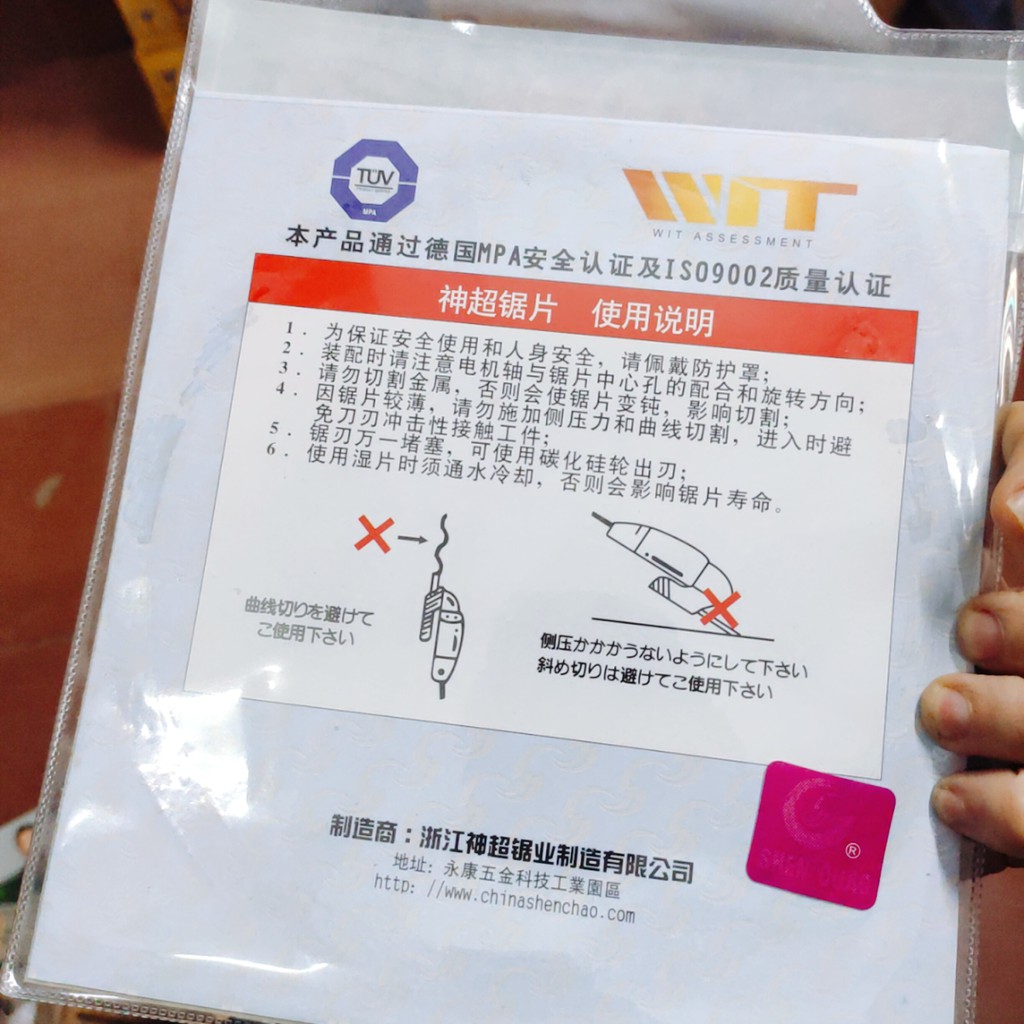 TÜV
MPA
WIT
WIT ASSESSMENT
本产品通过德国MPA安全认证及ISO9002质量认证
神超锯片 使用说明
1. 为保证安全使用和人身安全，请佩戴防护罩；
2. 装配时请注意电机轴与锯片中心孔的配合和旋转方向；
3. 请勿切割金属，否则会使锯片变钝，影响切割；
4. 因锯片较薄，请勿施加侧压力和曲线切割，进入时避
免刀刃冲击性接触工件；
5. 锯刃万一堵塞，可使用碳化硅轮出刃；
6. 使用湿片时须通水冷却，否则会影响锯片寿命。
曲线切りを避けて
こ使用下さい
侧压かかかうないようにして下さい
斜め切りは避けてこ使用下さい
制造商：浙江神超锯业制造有限公司
地址: 永康五金科技工業園區
http: //www.chinashenchao.com
®